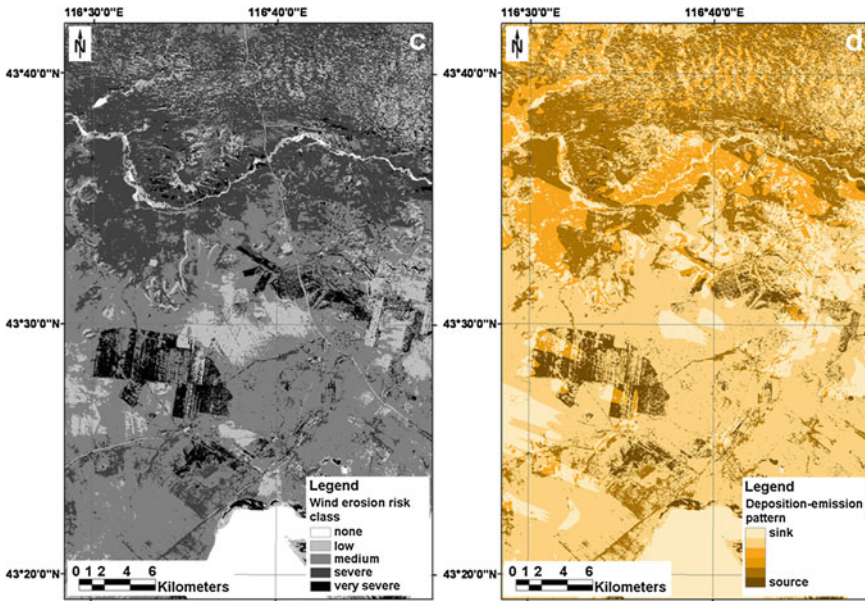 116°30'0"E
116°40'0"E
116°30'0"E
116°40'0"E
N
c
N
d
43°40'0"N
43°40'0"N
43°30'0"N
43°30'0"N
43°20'0"N
43°20'0"N
Legend
Wind erosion risk
class
none
low
medium
severe
very severe
0 1 2 4 6
Kilometers
Legend
Deposition-emission
pattern
sink
source
0 1 2 4 6
Kilometers